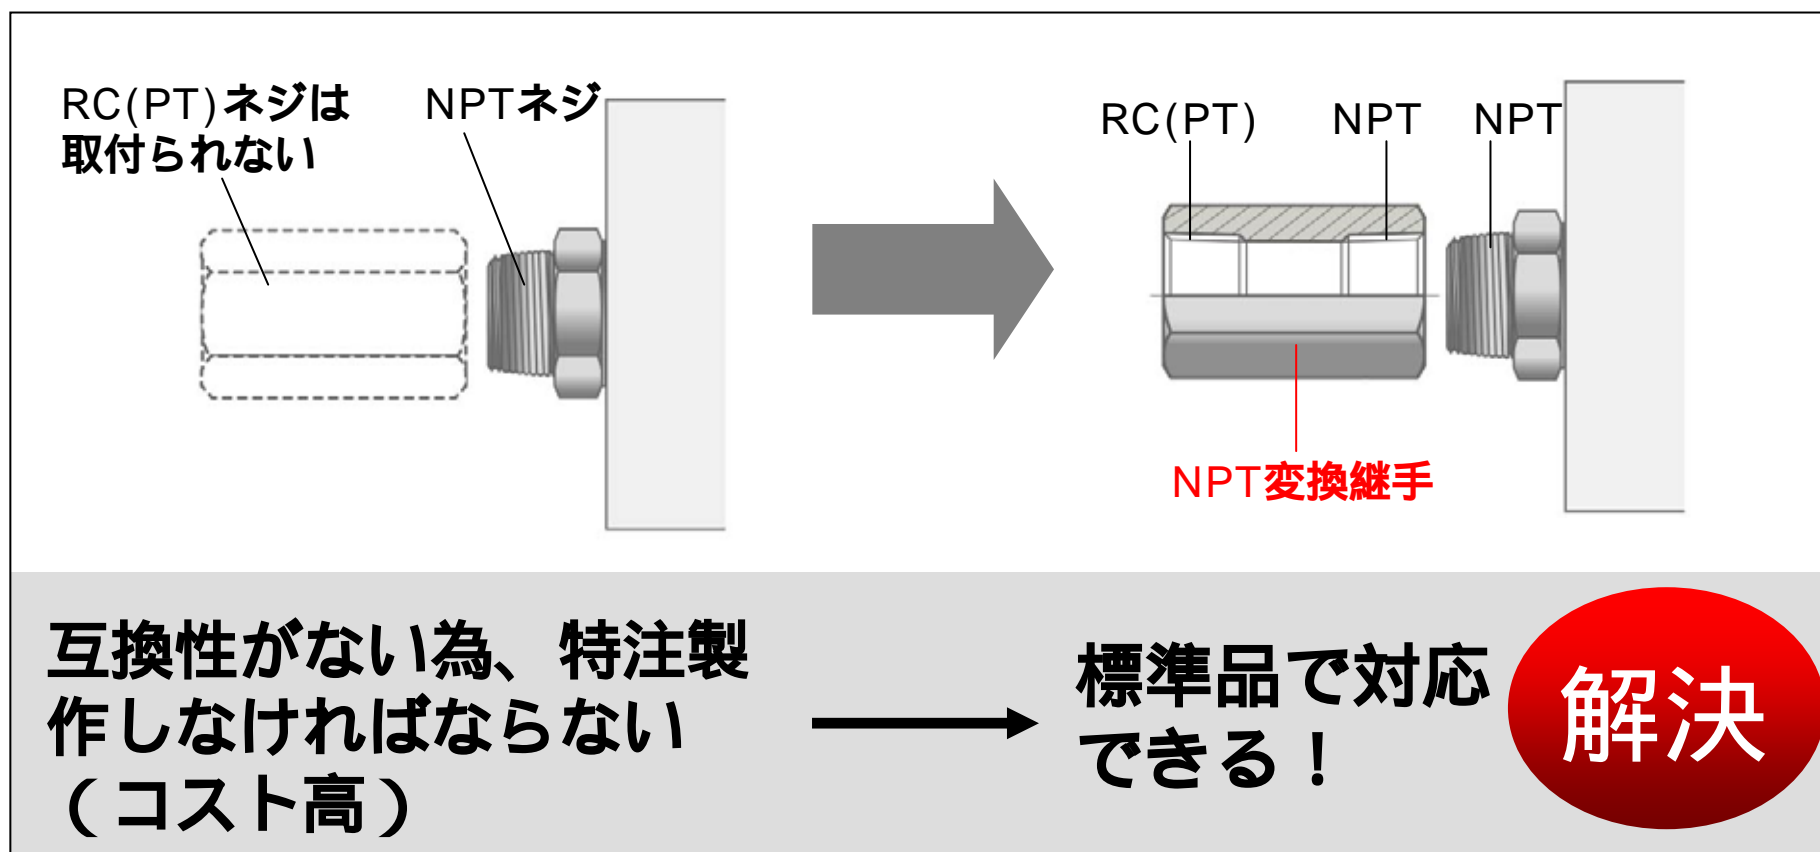 RC(PT)ネジは
取付られない
NPTネジ
RC(PT)
NPT
NPT
NPT変換継手
互換性がない為、特注製
作しなければならない
（コスト高）
標準品で対応
できる！
解決